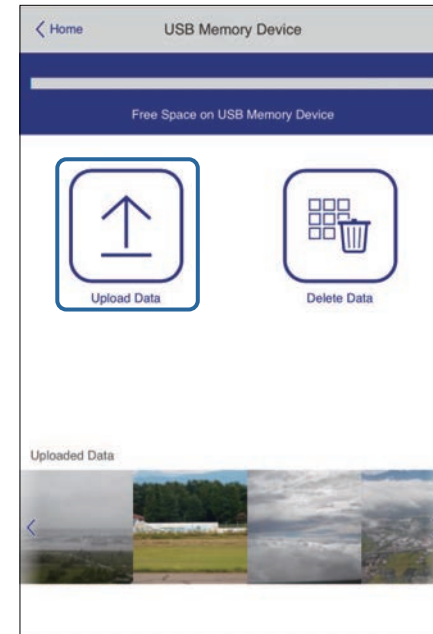 Home
USB Memory Device
Free Space on USB Memory Device
Upload Data
Delete Data
Uploaded Data